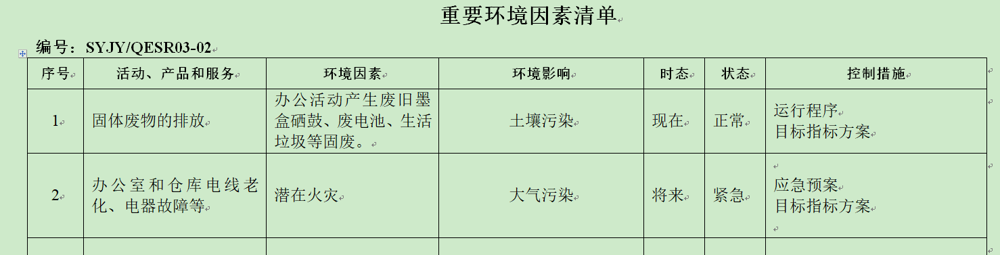 重要环境因素清单
编号：SYJY/QESR03-02
序号 活动、产品和服务 环境因素 环境影响 时态 状态 控制措施
1 固体废物的排放 办公活动产生废旧墨盒硒鼓、废电池、生活垃圾等固废。 土壤污染 现在 正常 运行程序 目标指标方案
2 办公室和仓库电线老化、电器故障等 潜在火灾 大气污染 将来 紧急 应急预案 目标指标方案